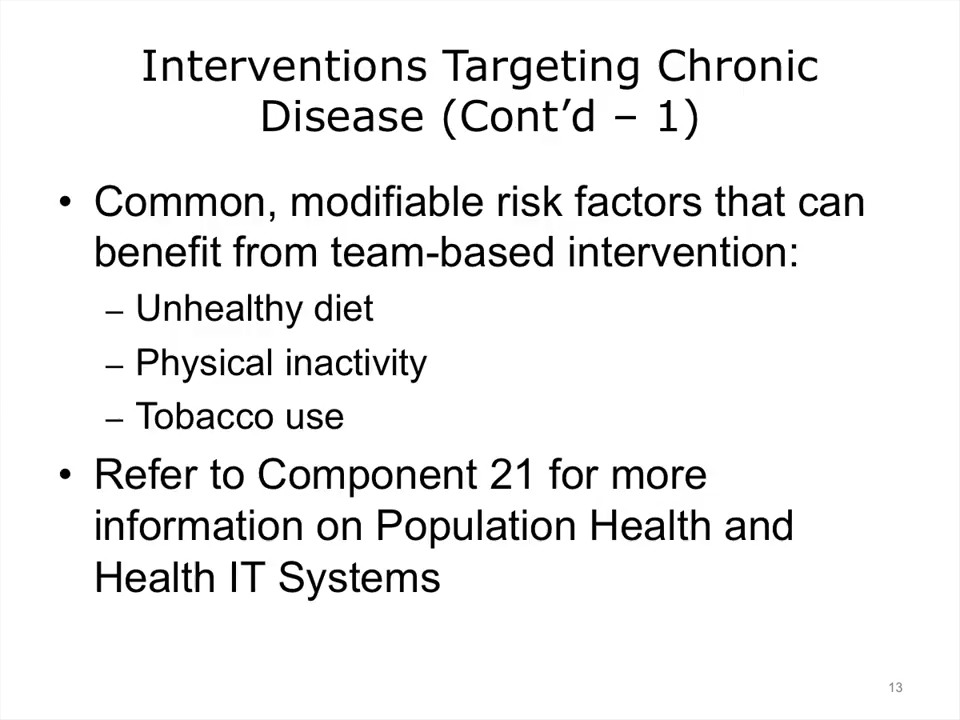 Interventions Targeting Chronic
Disease (Cont’d – 1)
• Common, modifiable risk factors that can
benefit from team-based intervention:
– Unhealthy diet
– Physical inactivity
– Tobacco use
• Refer to Component 21 for more
information on Population Health and
Health IT Systems
13